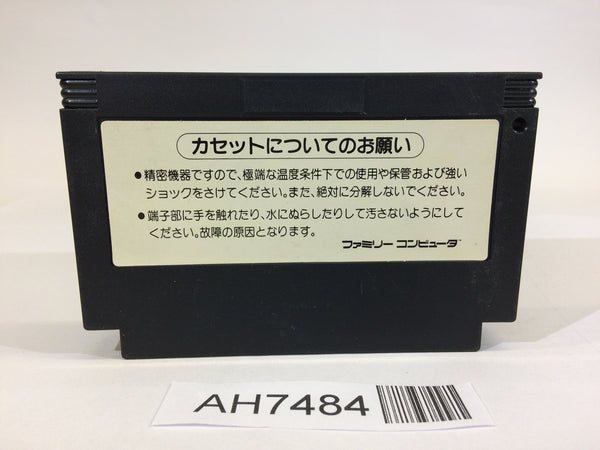 カセットについてのお願い
●精密機器ですので、極端な温度条件下での使用や保管および強い
ショックをさけてください。また、絶対に分解しないでください。
●端子部に手を触れたり、水にぬらしたりして汚さないようにして
ください。故障の原因となります。
ファミリーコンピュータ™
AH7484